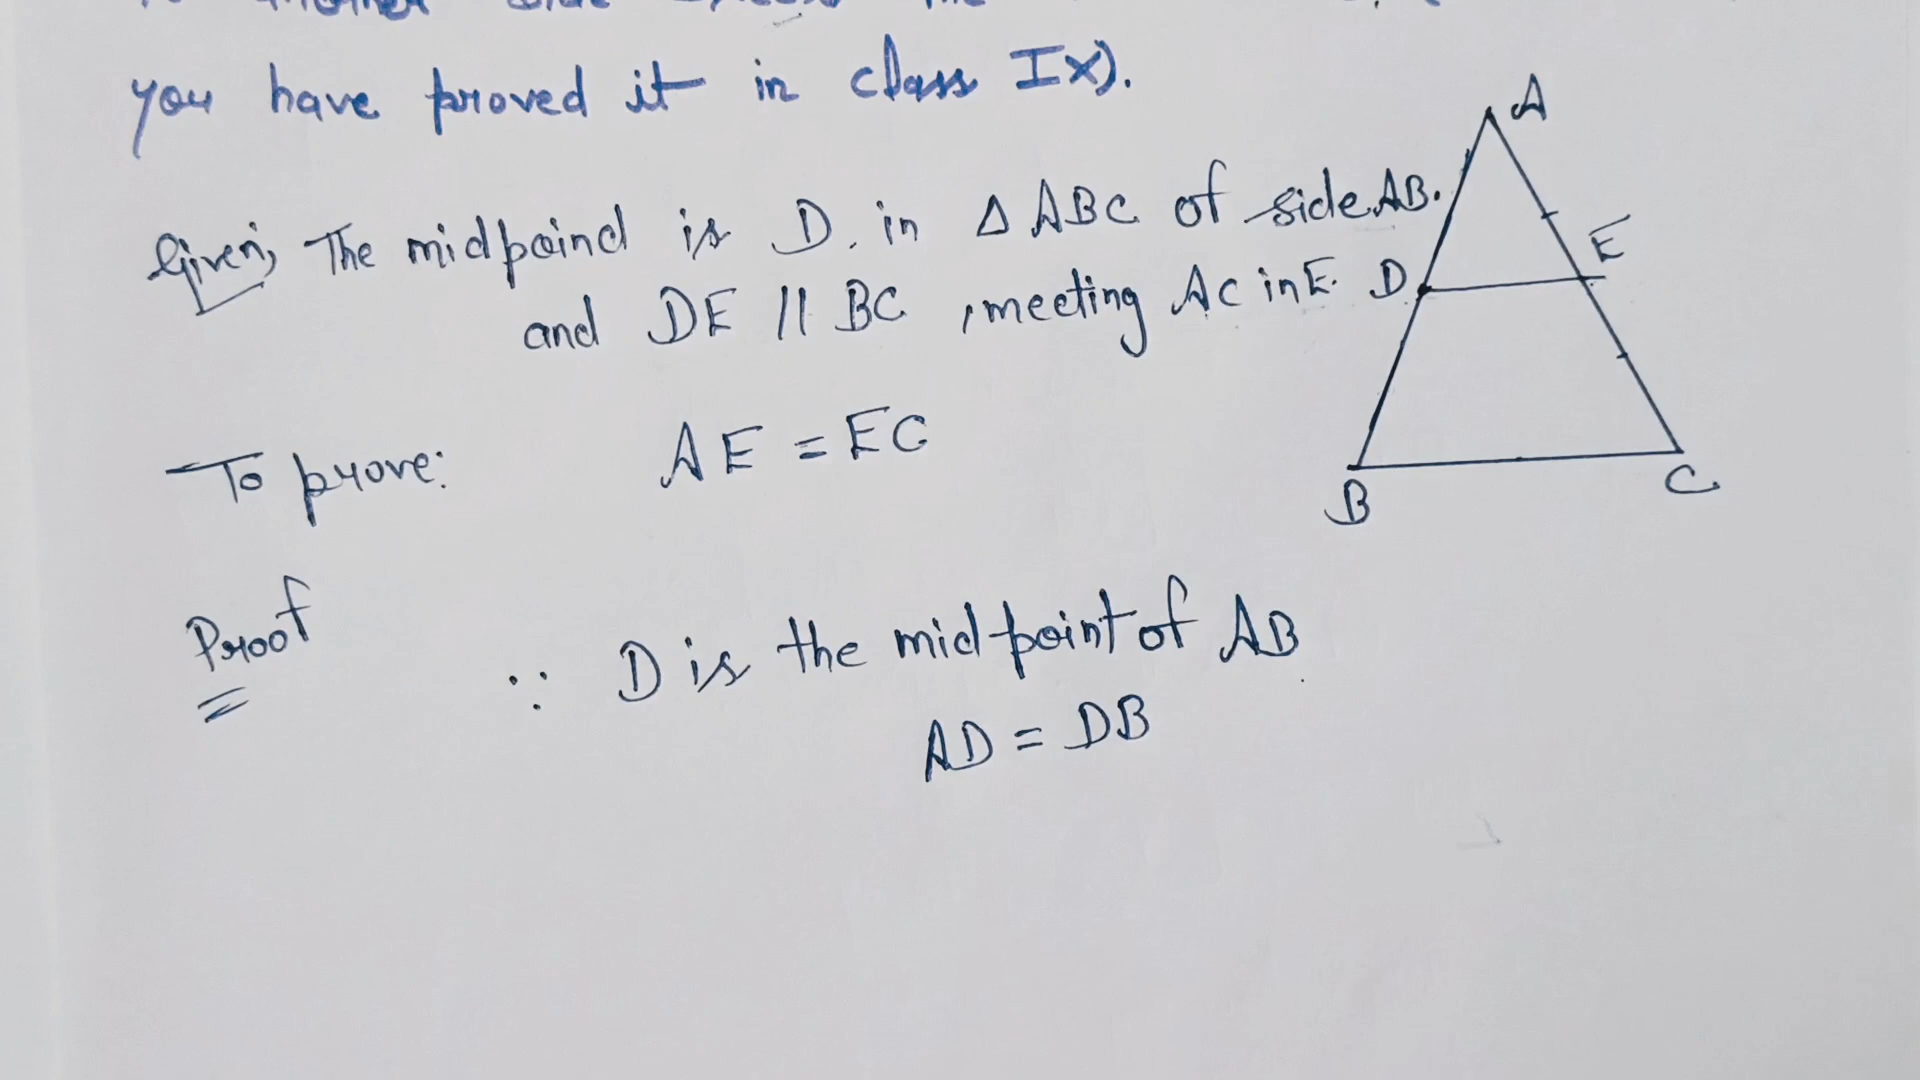 you have proved it in class IX).
Given, The midpoind is D. in △ ABC of side AB.
and DE || BC , meeting AC in E.
To prove: AE = EC
Proof
∵ D is the midpoint of AB
AD = DB
A
E
D
B
C